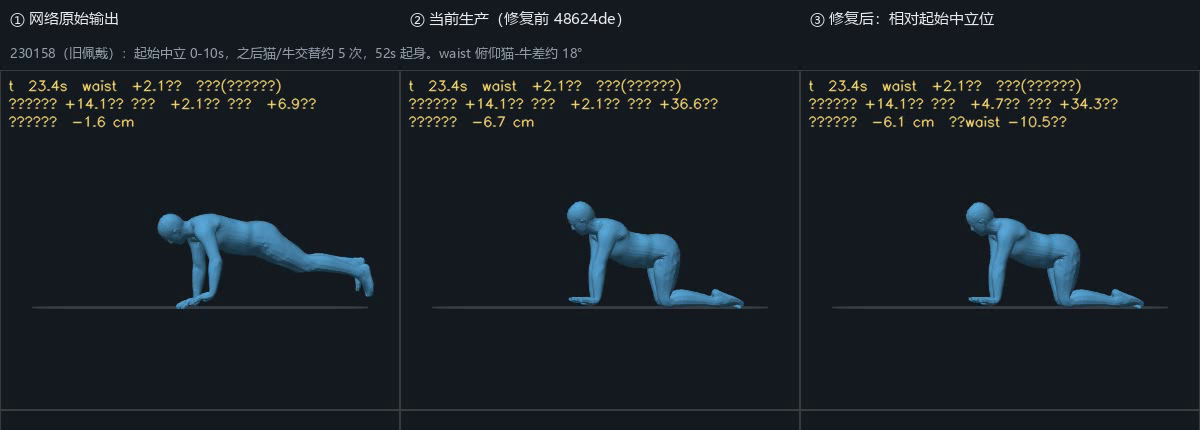 ① 网络原始输出
② 当前生产（修复前 48624de）
③ 修复后：相对起始中立位
230158（旧佩戴）：起始中立 0-10s，之后猫/牛交替约 5 次，52s 起身。waist 俯仰猫-牛差约 18°
t 23.4s waist +2.1?? ???(??????)
?????? +14.1?? ??? +2.1?? ??? +6.9??
?????? −1.6 cm
t 23.4s waist +2.1?? ???(??????)
?????? +14.1?? ??? +2.1?? ??? +36.6??
?????? −6.7 cm
t 23.4s waist +2.1?? ???(??????)
?????? +14.1?? ??? +4.7?? ??? +34.3??
?????? −6.1 cm ??waist −10.5??